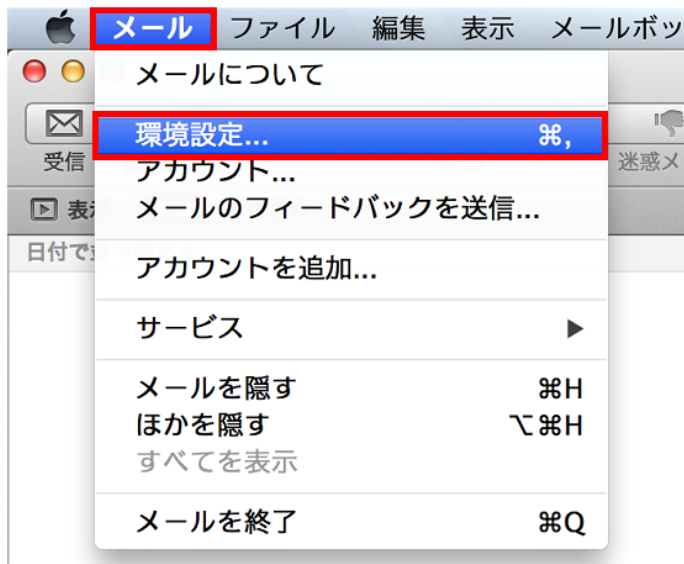 メール ファイル 編集 表示 メールボッ
メールについて
環境設定... ⌘,
受信
迷惑メ
アカウント...
表
メールのフィードバックを送信...
日付で
アカウントを追加...
サービス ▶
メールを隠す ⌘H
ほかを隠す ⌥⌘H
すべてを表示
メールを終了 ⌘Q